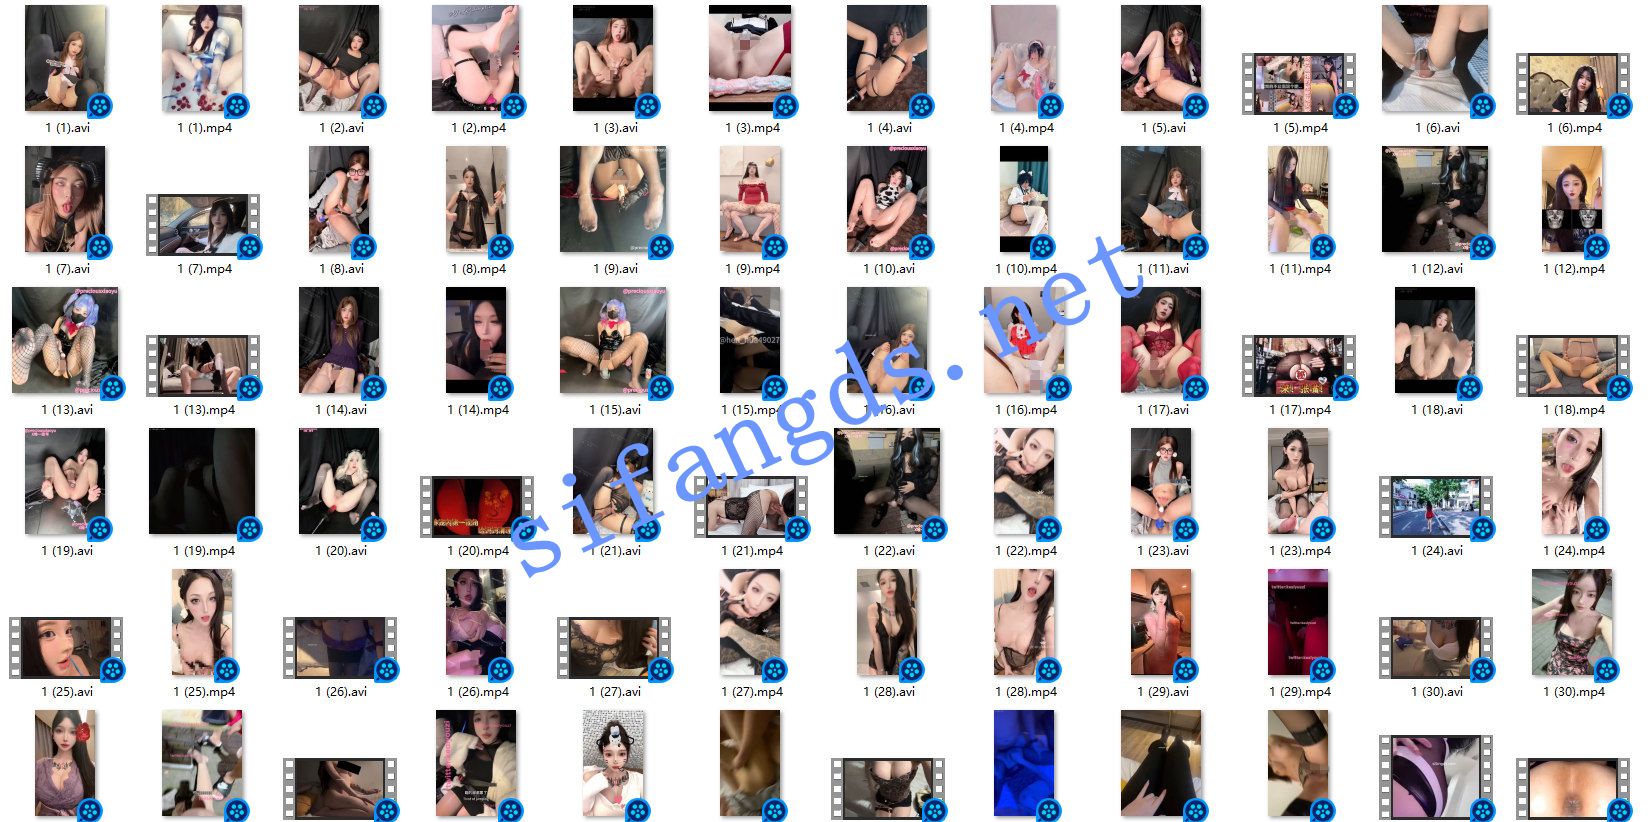 1 (1).avi 1 (1).mp4 1 (2).avi 1 (2).mp4 1 (3).avi 1 (3).mp4 1 (4).avi 1 (4).mp4 1 (5).avi 1 (5).mp4 1 (6).avi 1 (6).mp4
1 (7).avi 1 (7).mp4 1 (8).avi 1 (8).mp4 1 (9).avi 1 (9).mp4 1 (10).avi 1 (10).mp4 1 (11).avi 1 (11).mp4 1 (12).avi 1 (12).mp4
1 (13).avi 1 (13).mp4 1 (14).avi 1 (14).mp4 1 (15).avi 1 (15).mp4 1 (16).avi 1 (16).mp4 1 (17).avi 1 (17).mp4 1 (18).avi 1 (18).mp4
1 (19).avi 1 (19).mp4 1 (20).avi 1 (20).mp4 1 (21).avi 1 (21).mp4 1 (22).avi 1 (22).mp4 1 (23).avi 1 (23).mp4 1 (24).avi 1 (24).mp4
1 (25).avi 1 (25).mp4 1 (26).avi 1 (26).mp4 1 (27).avi 1 (27).mp4 1 (28).avi 1 (28).mp4 1 (29).avi 1 (29).mp4 1 (30).avi 1 (30).mp4
sifangds.net